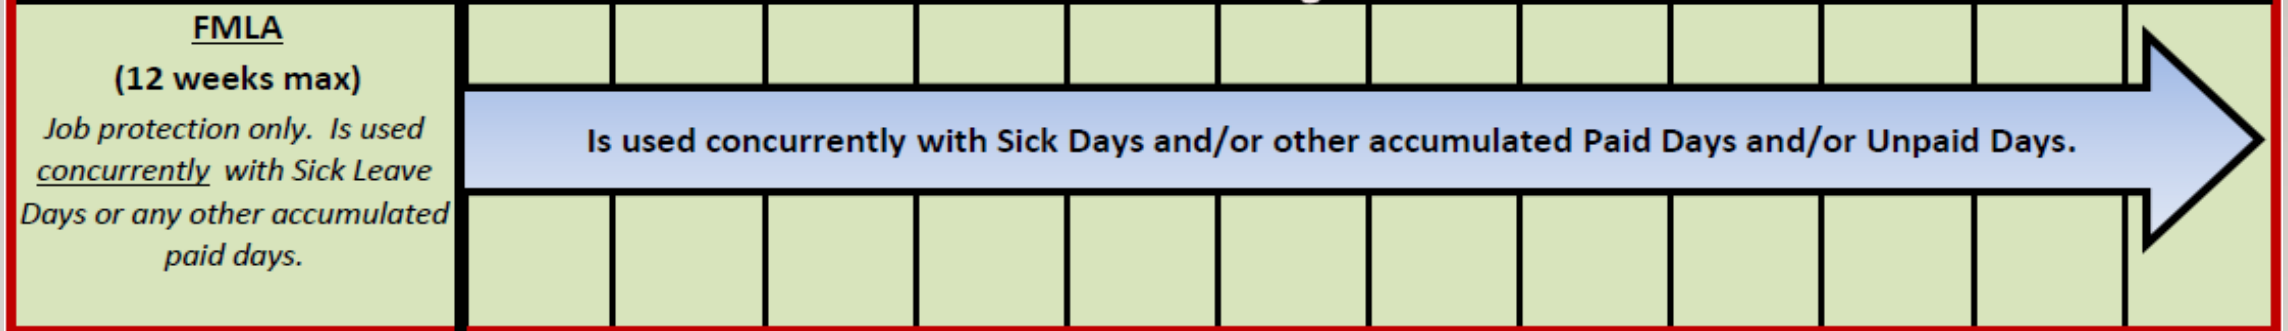 FMLA
(12 weeks max)
Job protection only.  Is used
concurrently  with Sick Leave
Days or any other accumulated
paid days.
Is used concurrently with Sick Days and/or other accumulated Paid Days and/or Unpaid Days.